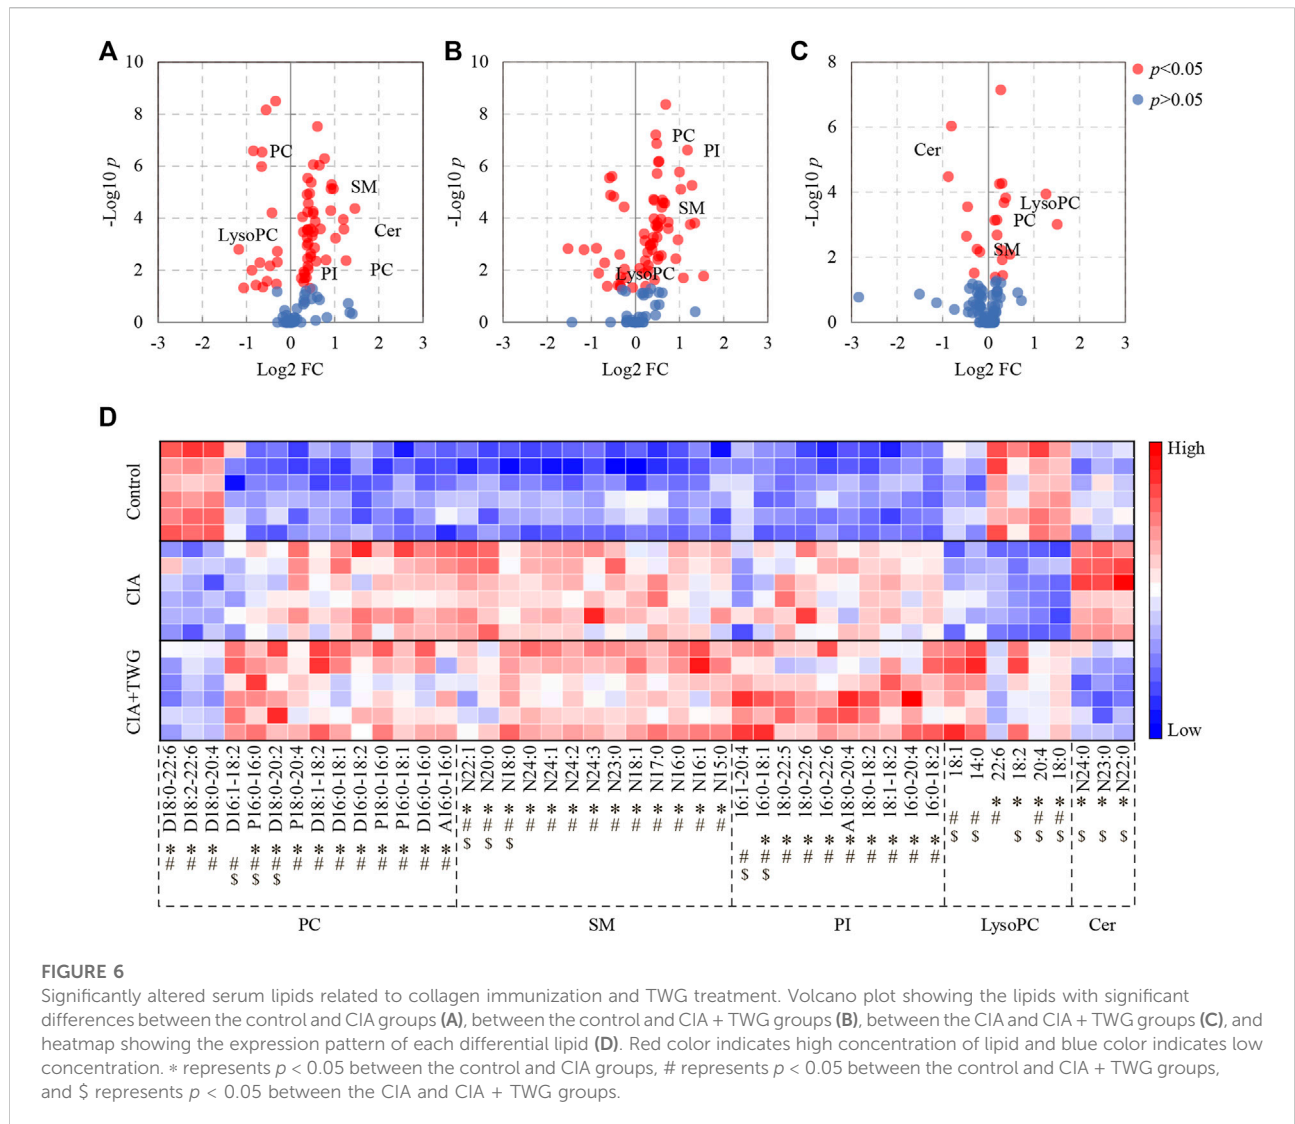 A
B
C
10
8
6
4
2
0
-Log10 p
-3
-2
-1
0
1
2
3
Log2 FC
PC
SM
LysoPC
Cer
PI
PC
10
8
6
4
2
0
-Log10 p
-3
-2
-1
0
1
2
3
Log2 FC
PC
PI
SM
LysoPC
8
6
4
2
0
-Log10 p
-3
-2
-1
0
1
2
3
Log2 FC
Cer
LysoPC
PC
SM
p<0.05
p>0.05
D
Control
CIA
CIA+TWG
High
Low
* # D18:0-22:6
* # D18:2-22:6
* # D18:0-20:4
# $ D16:1-18:2
* # $ P16:0-16:0
* # $ D18:0-20:2
* # P18:0-20:4
* # D18:1-18:2
* # D16:0-18:1
* # D16:0-18:2
* # P18:0-16:0
* # P16:0-18:1
* # D16:0-16:0
* # A16:0-16:0
* # $ N22:1
* # $ N20:0
* # $ N18:0
* # N24:0
* # N24:1
* # N24:2
* # N24:3
* # N23:0
* # N18:1
* # N17:0
* # N16:0
* # N16:1
* # N15:0
# $ 16:1-20:4
* # $ 16:0-18:1
* # 18:0-22:5
* # 18:0-22:6
* # 16:0-22:6
* # A18:0-20:4
* # 18:0-18:2
* # 18:1-18:2
* # 16:0-20:4
* # 16:0-18:2
# $ 18:1
# $ 14:0
* # 22:6
* $ 18:2
* # $ 20:4
* # $ 18:0
* $ N24:0
* $ N23:0
* $ N22:0
PC
SM
PI
LysoPC
Cer
FIGURE 6
Significantly altered serum lipids related to collagen immunization and TWG treatment. Volcano plot showing the lipids with significant
differences between the control and CIA groups (A), between the control and CIA + TWG groups (B), between the CIA and CIA + TWG groups (C), and
heatmap showing the expression pattern of each differential lipid (D). Red color indicates high concentration of lipid and blue color indicates low
concentration. * represents p < 0.05 between the control and CIA groups, # represents p < 0.05 between the control and CIA + TWG groups,
and $ represents p < 0.05 between the CIA and CIA + TWG groups.